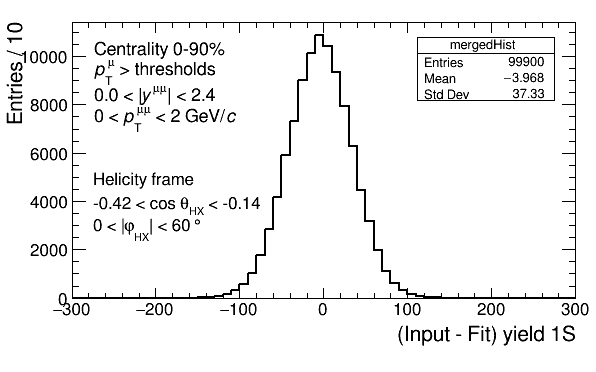 Entries / 10
10000
8000
6000
4000
2000
0
−300 −200 −100 0 100 200 300
(Input - Fit) yield 1S
Centrality 0-90%
p_T^μ > thresholds
0.0 < |y^μμ| < 2.4
0 < p_T^μμ < 2 GeV/c
Helicity frame
-0.42 < cos θ_HX < -0.14
0 < |φ_HX| < 60 °
mergedHist
Entries 99900
Mean −3.968
Std Dev 37.33